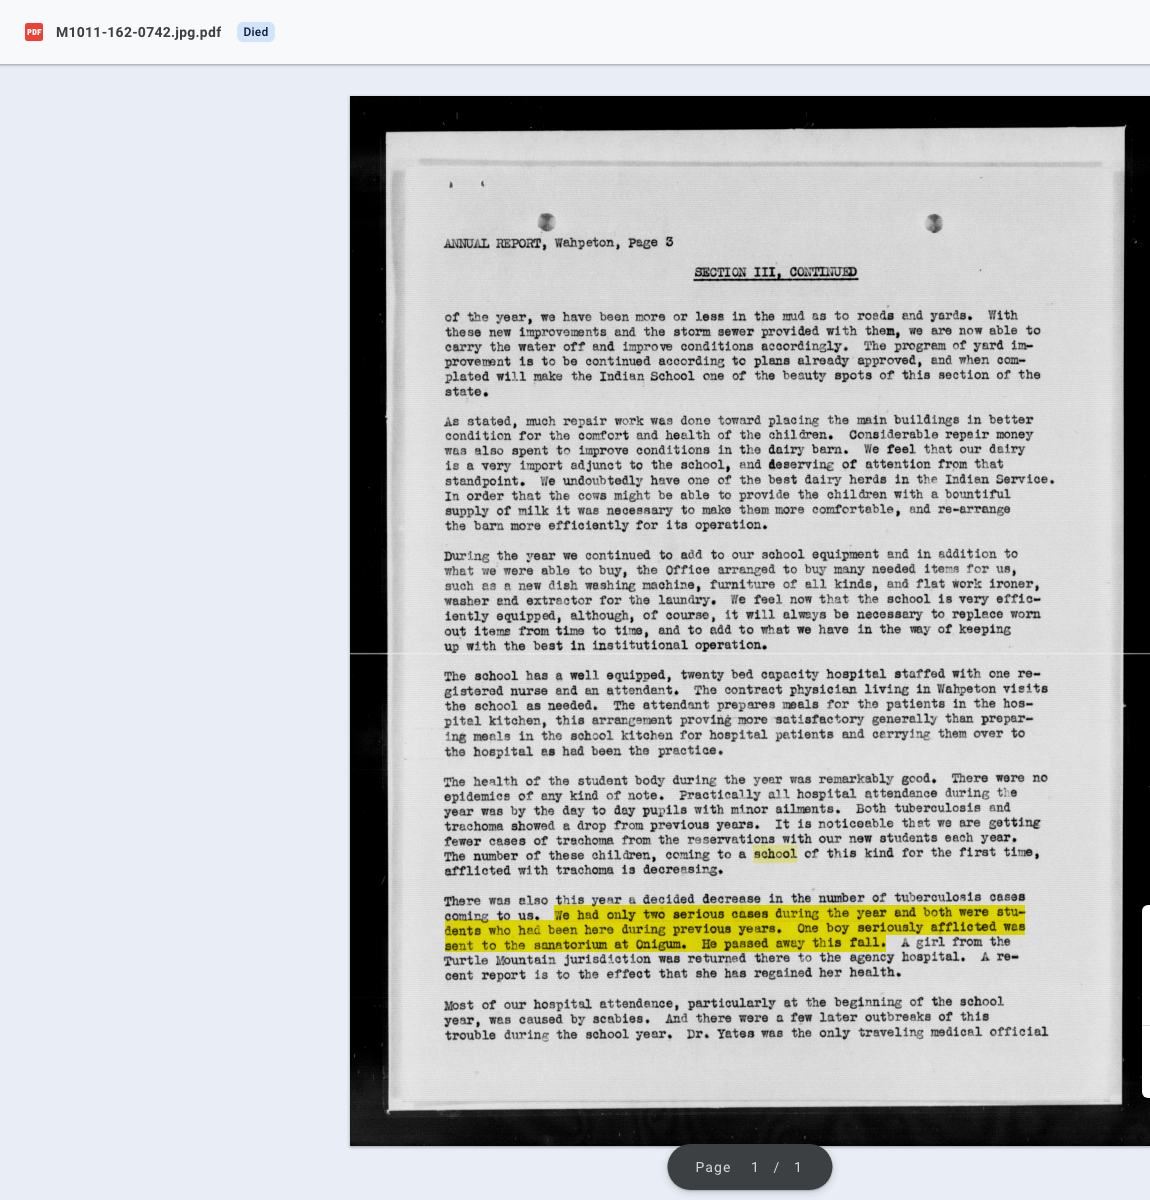 PDF M1011-162-0742.jpg.pdf Died
ANNUAL REPORT, Wahpeton, Page 3
SECTION III, CONTINUED
of the year, we have been more or less in the mud as to roads and yards. With
these new improvements and the storm sewer provided with them, we are now able to
carry the water off and improve conditions accordingly. The program of yard im-
provement is to be continued according to plans already approved, and when com-
plated will make the Indian School one of the beauty spots of this section of the
state.
As stated, much repair work was done toward placing the main buildings in better
condition for the comfort and health of the children. Considerable repair money
was also spent to improve conditions in the dairy barn. We feel that our dairy
is a very import adjunct to the school, and deserving of attention from that
standpoint. We undoubtedly have one of the best dairy herds in the Indian Service.
In order that the cows might be able to provide the children with a bountiful
supply of milk it was necessary to make them more comfortable, and re-arrange
the barn more efficiently for its operation.
During the year we continued to add to our school equipment and in addition to
what we were able to buy, the Office arranged to buy many needed items for us,
such as a new dish washing machine, furniture of all kinds, and flat work ironer,
washer and extractor for the laundry. We feel now that the school is very effic-
iently equipped, although, of course, it will always be necessary to replace worn
out items from time to time, and to add to what we have in the way of keeping
up with the best in institutional operation.
The school has a well equipped, twenty bed capacity hospital staffed with one re-
gistered nurse and an attendant. The contract physician living in Wahpeton visits
the school as needed. The attendant prepares meals for the patients in the hos-
pital kitchen, this arrangement proving more satisfactory generally than prepar-
ing meals in the school kitchen for hospital patients and carrying them over to
the hospital as had been the practice.
The health of the student body during the year was remarkably good. There were no
epidemics of any kind of note. Practically all hospital attendance during the
year was by the day to day pupils with minor ailments. Both tuberculosis and
trachoma showed a drop from previous years. It is noticeable that we are getting
fewer cases of trachoma from the reservations with our new students each year.
The number of these children, coming to a school of this kind for the first time,
afflicted with trachoma is decreasing.
There was also this year a decided decrease in the number of tuberculosis cases
coming to us. We had only two serious cases during the year and both were stu-
dents who had been here during previous years. One boy seriously afflicted was
sent to the sanatorium at Onigum. He passed away this fall. A girl from the
Turtle Mountain jurisdiction was returned there to the agency hospital. A re-
cent report is to the effect that she has regained her health.
Most of our hospital attendance, particularly at the beginning of the school
year, was caused by scabies. And there were a few later outbreaks of this
trouble during the school year. Dr. Yates was the only traveling medical official
Page 1 / 1